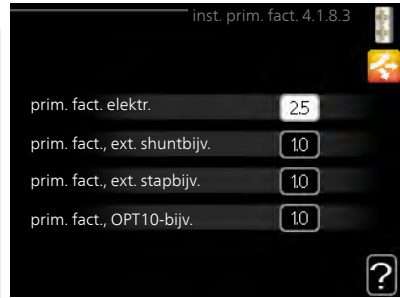 inst. prim. fact. 4.1.8.3
prim. fact. elektr. 2.5
prim. fact., ext. shuntbijv. 1.0
prim. fact., ext. stapbijv. 1.0
prim. fact., OPT10-bijv. 1.0
?